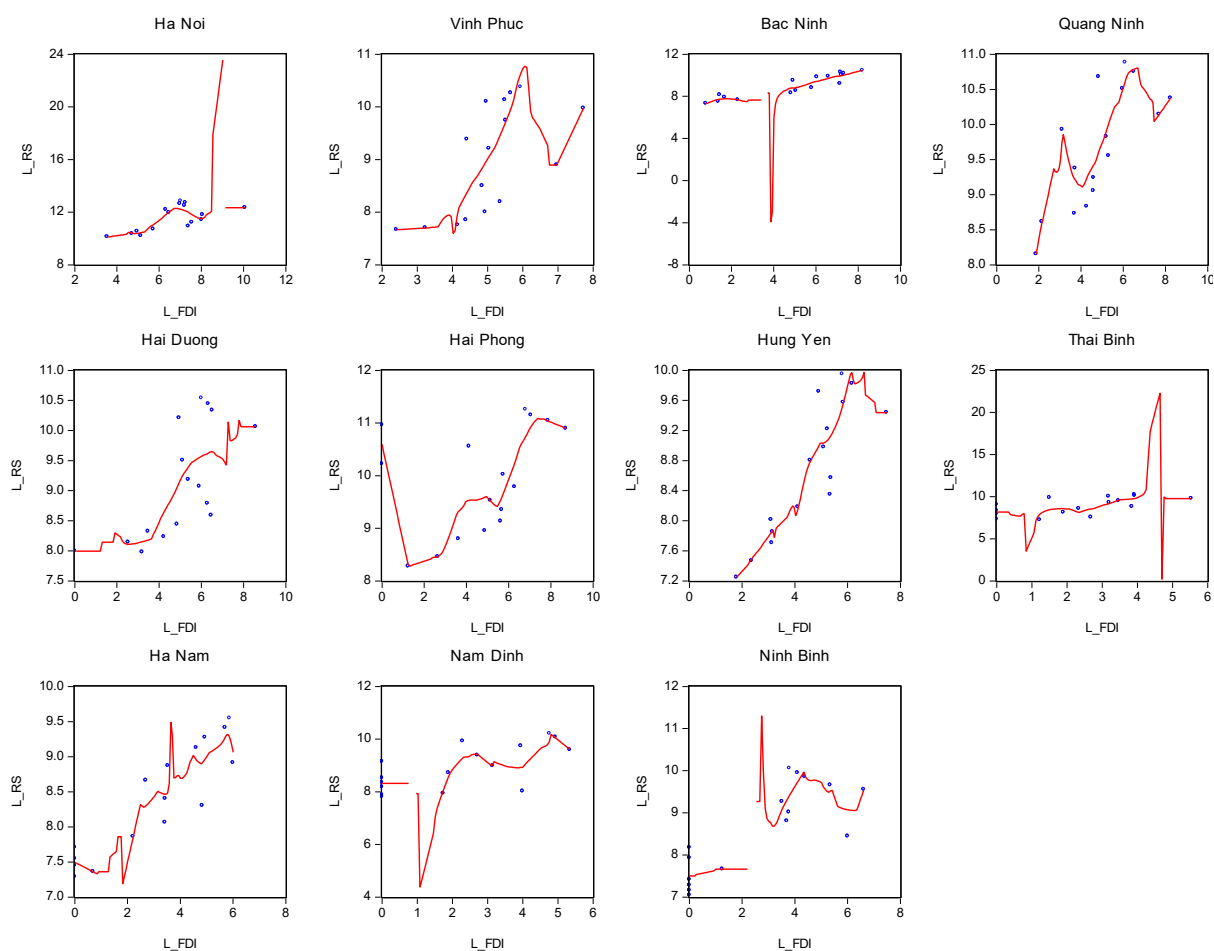 Ha Noi
Vinh Phuc
Bac Ninh
Quang Ninh
24
20
16
12
8
L_RS
2 4 6 8 10 12
L_FDI
11
10
9
8
7
L_RS
2 3 4 5 6 7 8
L_FDI
12
8
4
0
-4
-8
L_RS
0 2 4 6 8 10
L_FDI
11.0
10.5
10.0
9.5
9.0
8.5
8.0
L_RS
0 2 4 6 8 10
L_FDI
Hai Duong
Hai Phong
Hung Yen
Thai Binh
11.0
10.5
10.0
9.5
9.0
8.5
8.0
7.5
L_RS
0 2 4 6 8 10
L_FDI
12
11
10
9
8
L_RS
0 2 4 6 8 10
L_FDI
10.0
9.6
9.2
8.8
8.4
8.0
7.6
7.2
L_RS
0 2 4 6 8
L_FDI
25
20
15
10
5
0
L_RS
0 1 2 3 4 5 6
L_FDI
Ha Nam
Nam Dinh
Ninh Binh
10.0
9.5
9.0
8.5
8.0
7.5
7.0
L_RS
0 2 4 6 8
L_FDI
12
10
8
6
4
L_RS
0 1 2 3 4 5 6
L_FDI
12
11
10
9
8
7
L_RS
0 2 4 6 8
L_FDI